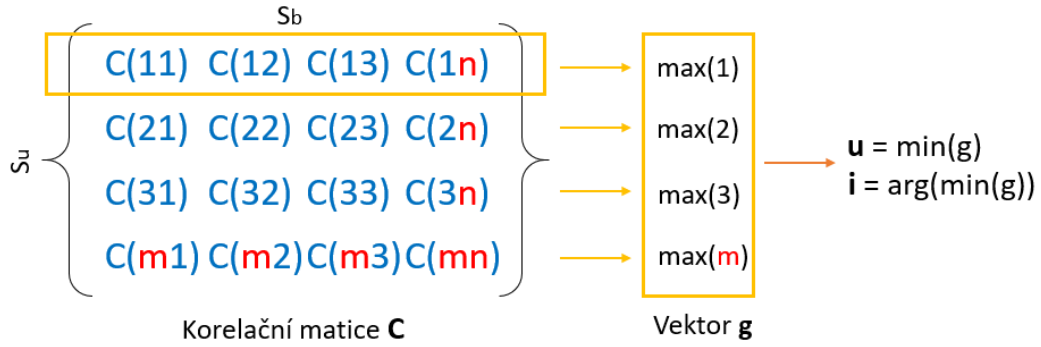 Sb
Su
C(11) C(12) C(13) C(1n)
C(21) C(22) C(23) C(2n)
C(31) C(32) C(33) C(3n)
C(m1) C(m2) C(m3) C(mn)
max(1)
max(2)
max(3)
max(m)
u = min(g)
i = arg(min(g))
Korelační matice C
Vektor g